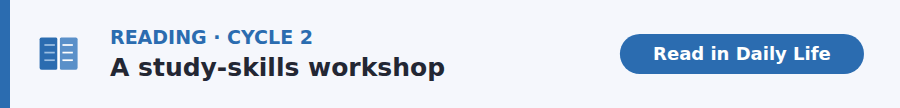 READING · CYCLE 2
A study-skills workshop
Read in Daily Life